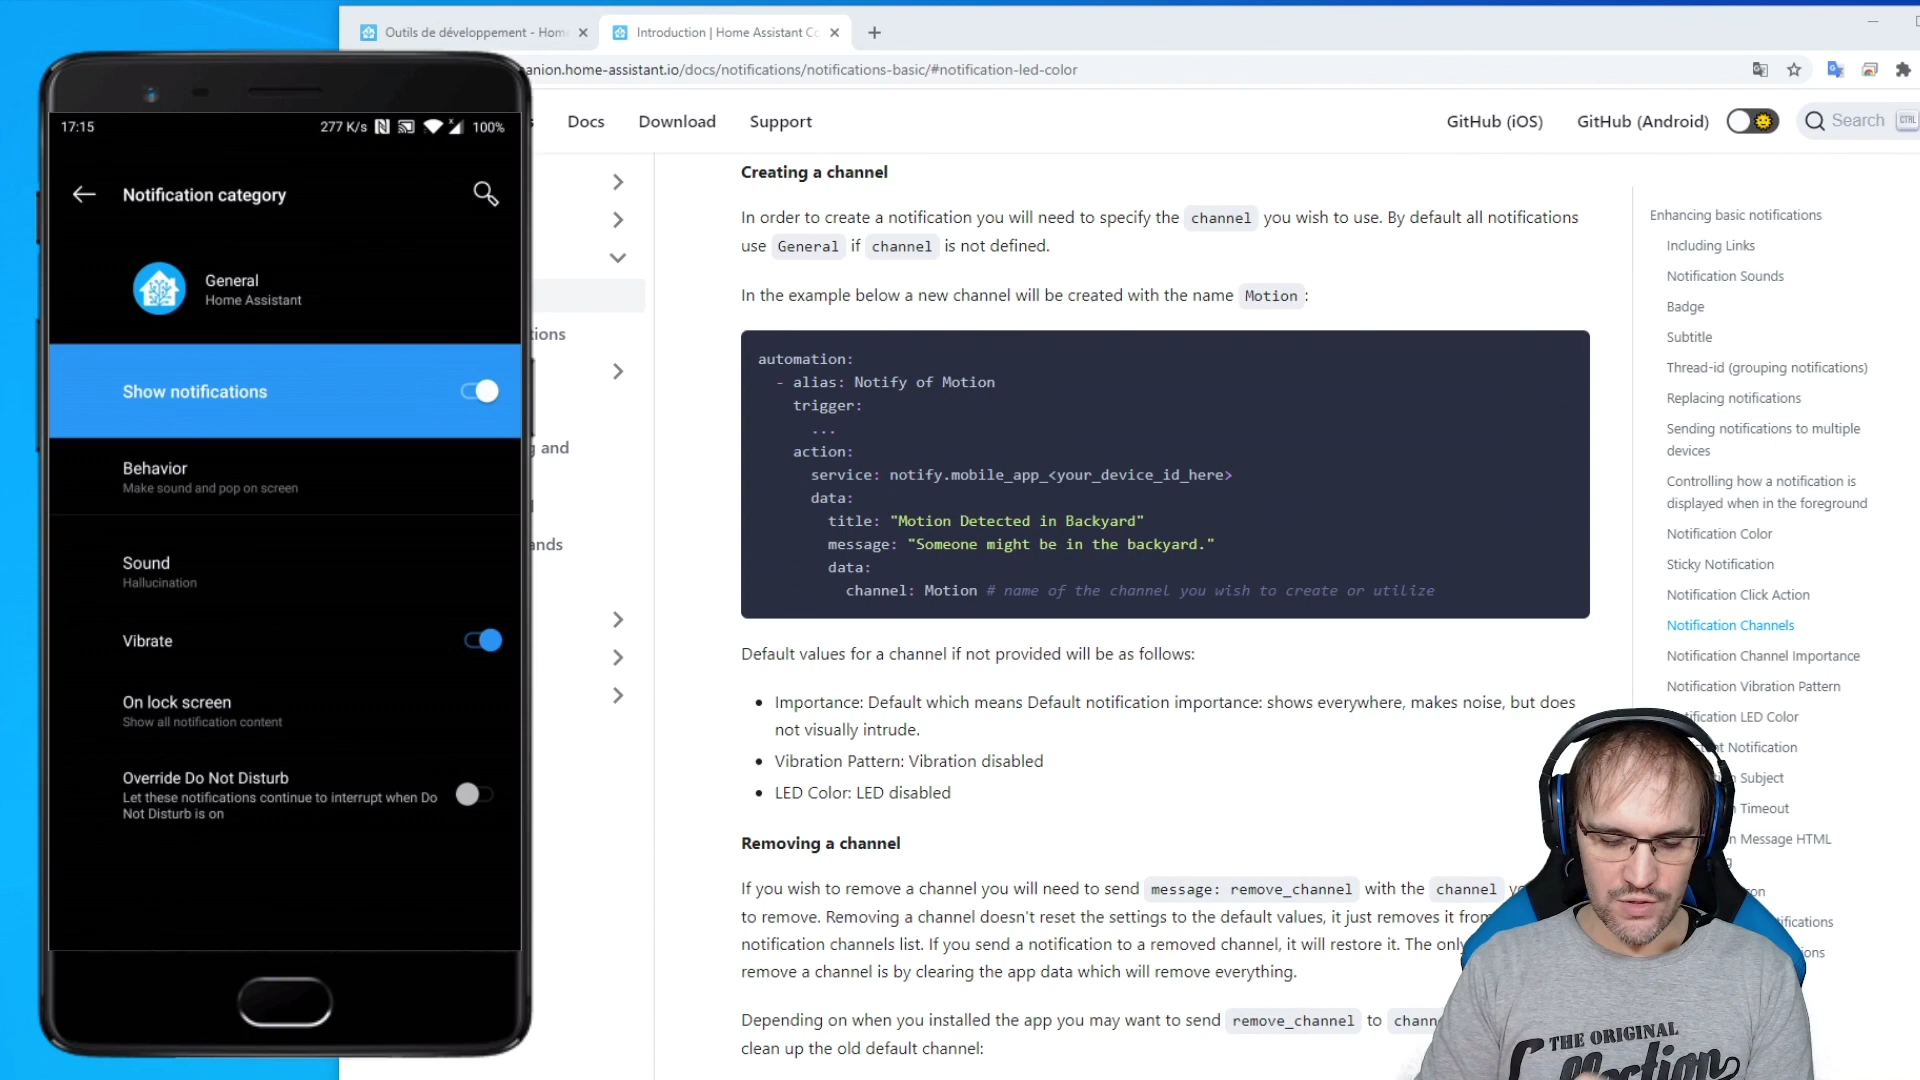 Outils de développement - Hom
Introduction | Home Assistant Co
anion.home-assistant.io/docs/notifications/notifications-basic/#notification-led-color
Docs
Download
Support
GitHub (iOS)
GitHub (Android)
Search
CTRL
17:15
277 K/s
100%
Notification category
General
Home Assistant
Show notifications
Behavior
Make sound and pop on screen
Sound
Hallucination
Vibrate
On lock screen
Show all notification content
Override Do Not Disturb
Let these notifications continue to interrupt when Do
Not Disturb is on
tions
g and
ands
Creating a channel
In order to create a notification you will need to specify the channel you wish to use. By default all notifications
use General if channel is not defined.
In the example below a new channel will be created with the name Motion:
automation:
- alias: Notify of Motion
trigger:
...
action:
service: notify.mobile_app_<your_device_id_here>
data:
title: "Motion Detected in Backyard"
message: "Someone might be in the backyard."
data:
channel: Motion # name of the channel you wish to create or utilize
Default values for a channel if not provided will be as follows:
• Importance: Default which means Default notification importance: shows everywhere, makes noise, but does
not visually intrude.
• Vibration Pattern: Vibration disabled
• LED Color: LED disabled
Removing a channel
If you wish to remove a channel you will need to send message: remove_channel with the channel yo
to remove. Removing a channel doesn't reset the settings to the default values, it just removes it from
notification channels list. If you send a notification to a removed channel, it will restore it. The only
remove a channel is by clearing the app data which will remove everything.
Depending on when you installed the app you may want to send remove_channel to chann
clean up the old default channel:
Enhancing basic notifications
Including Links
Notification Sounds
Badge
Subtitle
Thread-id (grouping notifications)
Replacing notifications
Sending notifications to multiple
devices
Controlling how a notification is
displayed when in the foreground
Notification Color
Sticky Notification
Notification Click Action
Notification Channels
Notification Channel Importance
Notification Vibration Pattern
tification LED Color
t Notification
n Subject
n Timeout
n Message HTML
g
on
ifications
ons
THE ORIGINAL
Collection